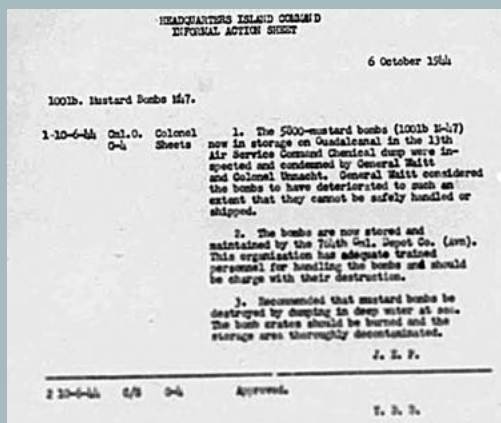 HEADQUARTERS ISLAND COMMAND
INFORMAL ACTION SHEET
6 October 1944
100lb. Mustard Bombs M47.
1-10-6-44 Cml.O. Colonel 1. The 5800-mustard bombs (100lb M-47)
G-4 Sheets now in storage on Guadalcanal in the 13th
Air Service Command Chemical dump were in-
spected and condemned by General Waitt
and Colonel Unmacht. General Waitt considered
the bombs to have deteriorated to such an
extent that they cannot be safely handled or
shipped.
2. The bombs are now stored and
maintained by the Cml. Depot Co. (Avn).
This organization has adequate trained
personnel for handling the bombs and should
be charge with their destruction.
3. Recommended that mustard bombs be
destroyed by dumping in deep water at sea.
The bomb crates should be burned and the
storage area thoroughly decontaminated.
J. E. P.
2 10-6-44 C/S G-4 Approved.